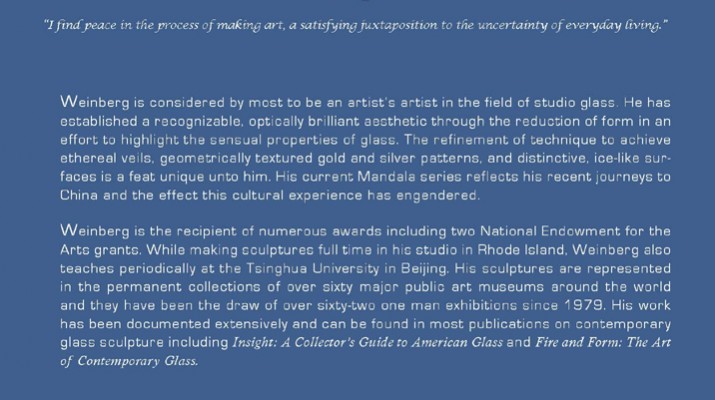 "I find peace in the process of making art, a satisfying juxtaposition to the uncertainty of everyday living."
Weinberg is considered by most to be an artist's artist in the field of studio glass. He has
established a recognizable, optically brilliant aesthetic through the reduction of form in an
effort to highlight the sensual properties of glass. The refinement of technique to achieve
ethereal veils, geometrically textured gold and silver patterns, and distinctive, ice-like sur-
faces is a feat unique unto him. His current Mandala series reflects his recent journeys to
China and the effect this cultural experience has engendered.
Weinberg is the recipient of numerous awards including two National Endowment for the
Arts grants. While making sculptures full time in his studio in Rhode Island, Weinberg also
teaches periodically at the Tsinghua University in Beijing. His sculptures are represented
in the permanent collections of over sixty major public art museums around the world
and they have been the draw of over sixty-two one man exhibitions since 1979. His work
has been documented extensively and can be found in most publications on contemporary
glass sculpture including Insight: A Collector's Guide to American Glass and Fire and Form: The Art
of Contemporary Glass.